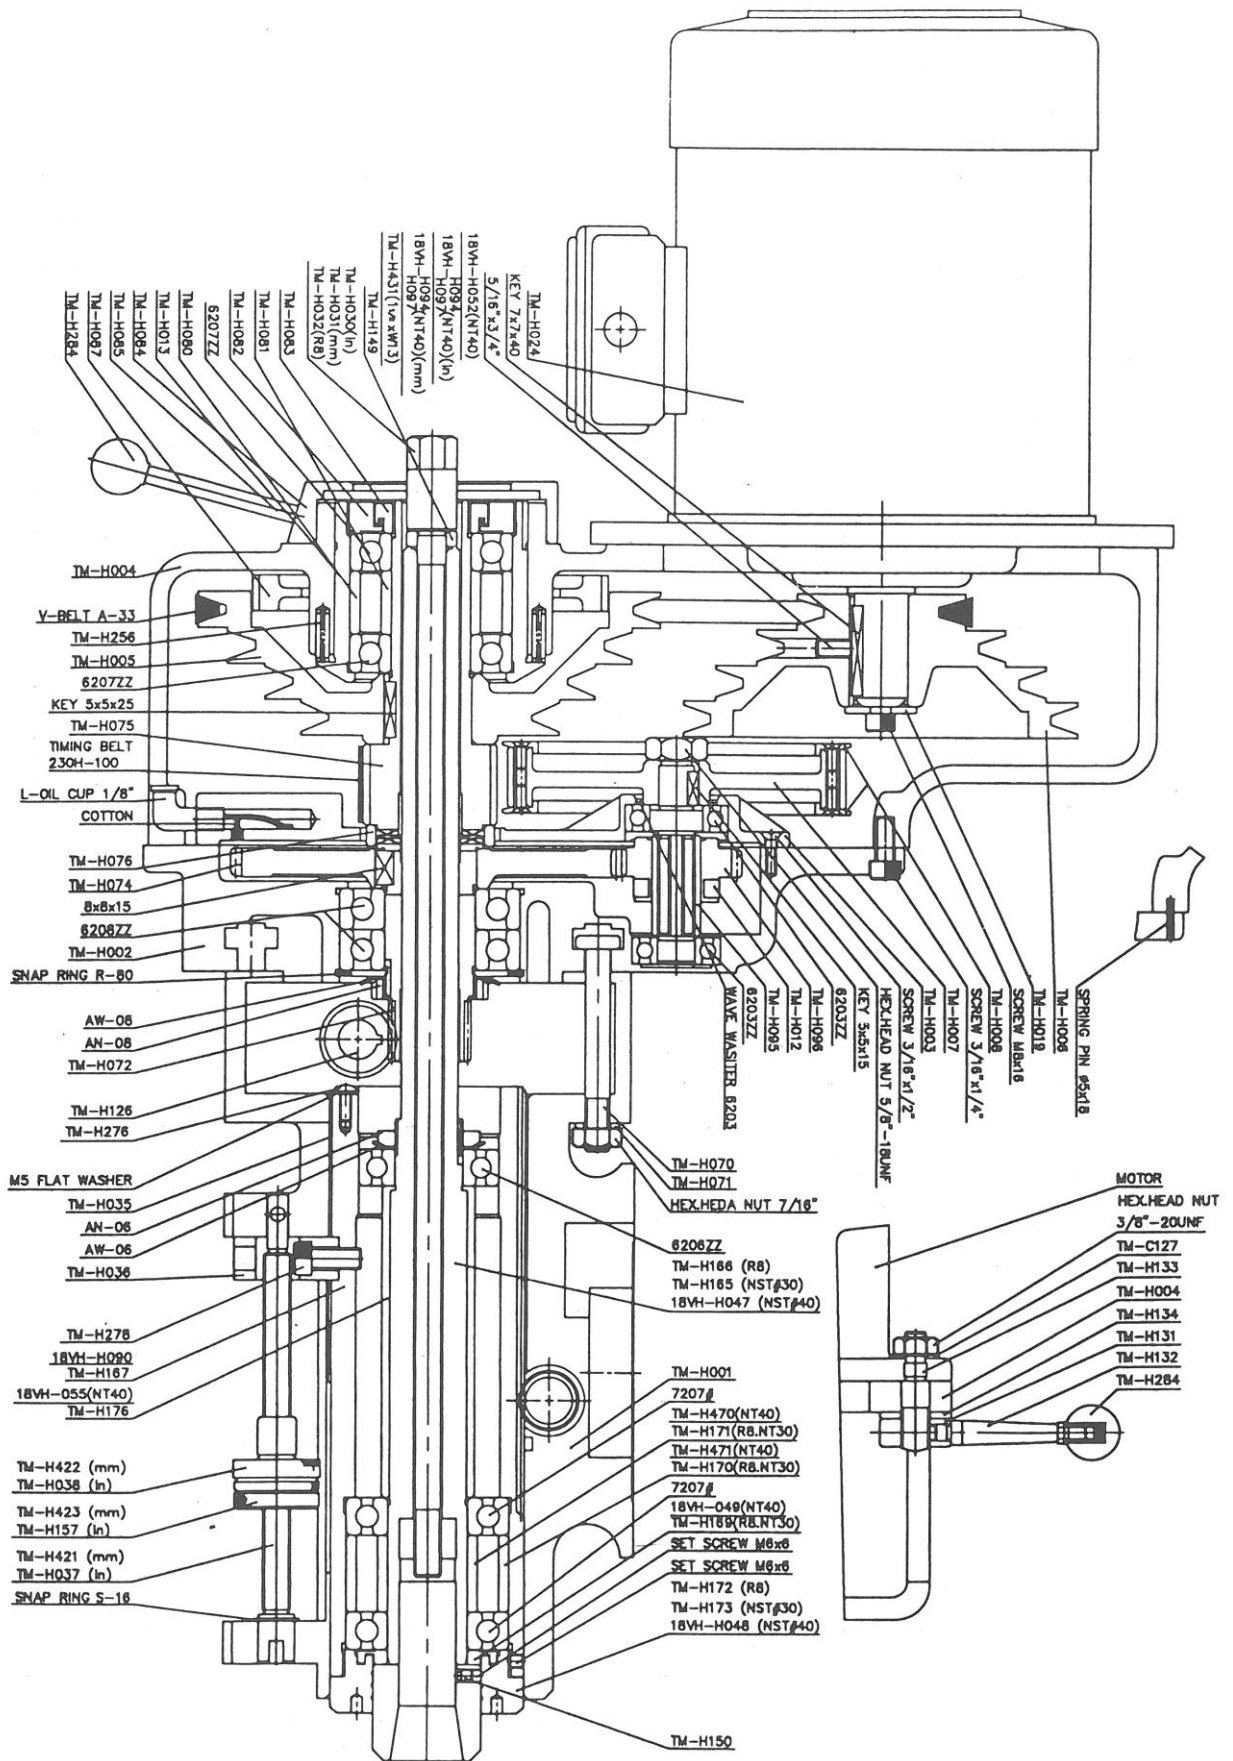 TM-H024
KEY 7x7x40
5/16"x3/4"
18VH-H052(NT40)
18VH-H094 H097(NT40)(in)
18VH-H094 H097(NT40)(mm)
TM-H149
TM-H030(in)
TM-H031(mm)
TM-H032(R8)
TM-H083
TM-H081
TM-H082
6207ZZ
TM-H080
TM-H013
TM-H084
TM-H085
TM-H087
TM-H284
TM-H004
V-BELT A-33
TM-H256
TM-H005
6207ZZ
KEY 5x5x25
TM-H075
TIMING BELT
230H-100
L-OIL CUP 1/8"
COTTON
TM-H076
TM-H074
8x8x15
6208ZZ
TM-H002
SNAP RING R-80
AW-08
AN-08
TM-H072
TM-H126
TM-H276
M5 FLAT WASHER
TM-H035
AN-06
AW-06
TM-H036
TM-H278
18VH-H090
TM-H167
18VH-055(NT40)
TM-H176
TM-H422 (mm)
TM-H038 (in)
TM-H423 (mm)
TM-H157 (in)
TM-H421 (mm)
TM-H037 (in)
SNAP RING S-16
SPRING PIN ø5x18
TM-H006
TM-H019
SCREW M8x16
TM-H008
SCREW 3/16"x1/4"
TM-H007
TM-H003
SCREW 3/16"x1/2"
HEX.HEAD NUT 5/8"-18UNF
KEY 5x5x15
6203ZZ
TM-H096
TM-H012
TM-H095
6203ZZ
WAVE WASITER 6203
TM-H070
TM-H071
HEX.HEDA NUT 7/16"
6206ZZ
TM-H166 (R8)
TM-H165 (NST#30)
18VH-H047 (NST#40)
TM-H001
7207#
TM-H470(NT40)
TM-H171(R8.NT30)
TM-H471(NT40)
TM-H170(R8.NT30)
7207#
18VH-049(NT40)
TM-H169(R8.NT30)
SET SCREW M6x6
SET SCREW M6x6
TM-H172 (R8)
TM-H173 (NST#30)
18VH-H048 (NST#40)
TM-H150
MOTOR
HEX.HEAD NUT
3/8"-20UNF
TM-C127
TM-H133
TM-H004
TM-H134
TM-H131
TM-H132
TM-H284